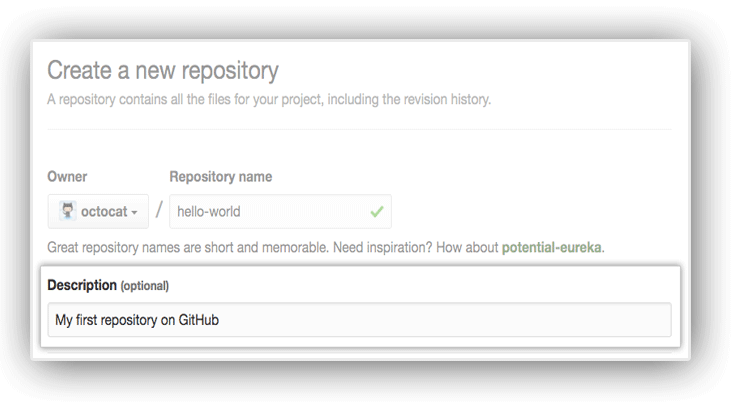 Create a new repository
A repository contains all the files for your project, including the revision history.
Owner Repository name
octocat / hello-world
Great repository names are short and memorable. Need inspiration? How about potential-eureka.
Description (optional)
My first repository on GitHub